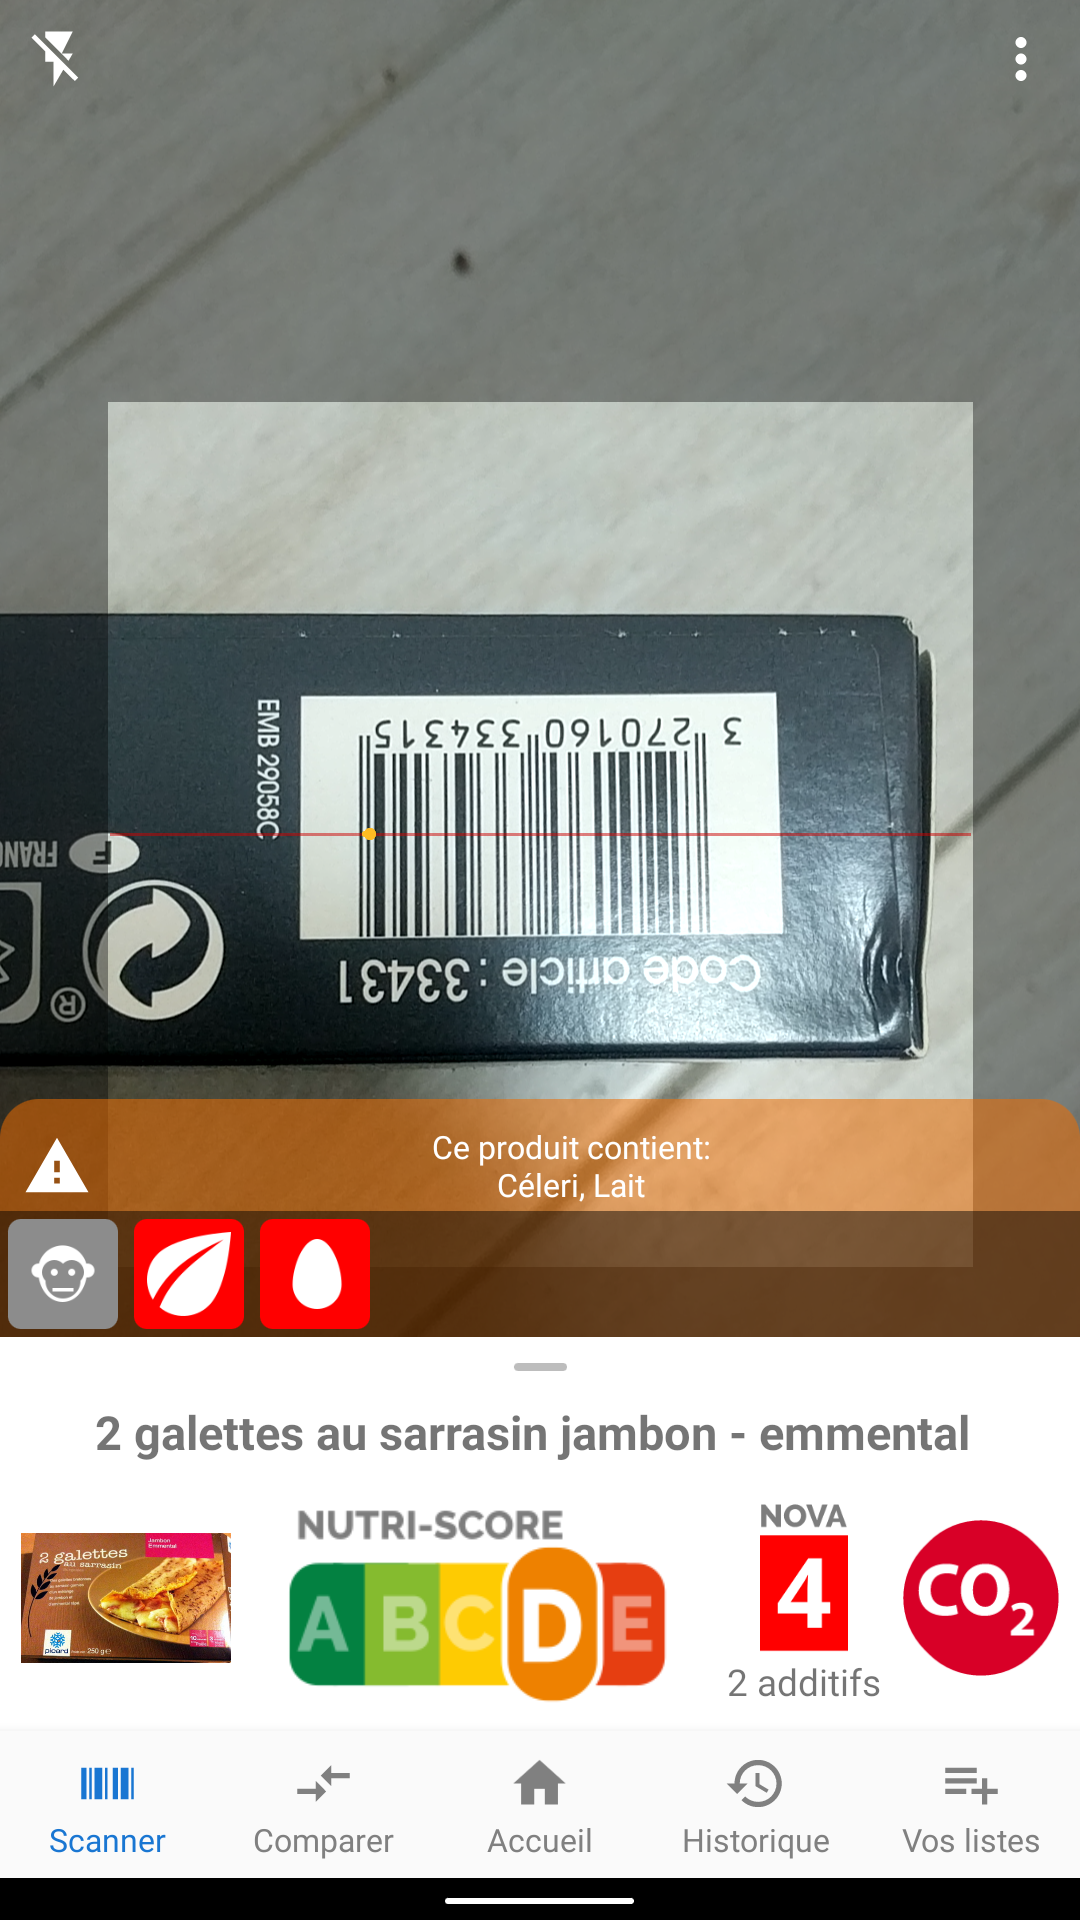 3 270160 334315
EMB 29058C
Code article : 33431
FRANC
F
®
Ce produit contient:
Céleri, Lait
2 galettes au sarrasin jambon - emmental
2 galettes
au sarrasin
Jambon
Emmental
picard
250 g e
NUTRI-SCORE
A B C D E
NOVA
4
2 additifs
CO2
Scanner
Comparer
Accueil
Historique
Vos listes